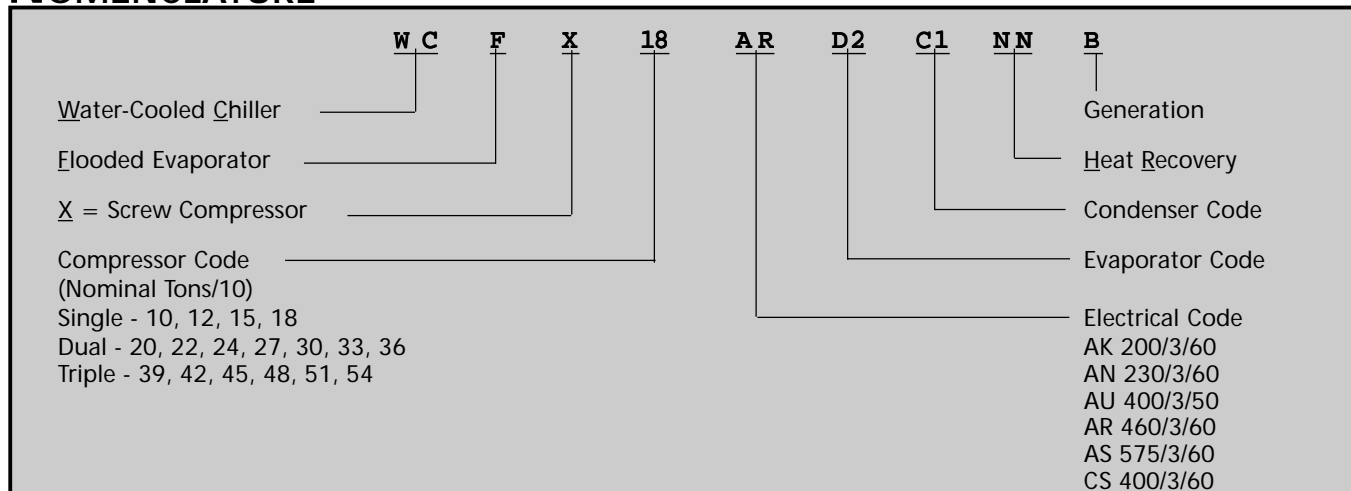 NOMENCLATURE
WC F X 18 AR D2 C1 NN B
Water-Cooled Chiller
Generation
Flooded Evaporator
Heat Recovery
X = Screw Compressor
Condenser Code
Compressor Code
(Nominal Tons/10)
Single - 10, 12, 15, 18
Dual - 20, 22, 24, 27, 30, 33, 36
Triple - 39, 42, 45, 48, 51, 54
Evaporator Code
Electrical Code
AK 200/3/60
AN 230/3/60
AU 400/3/50
AR 460/3/60
AS 575/3/60
CS 400/3/60